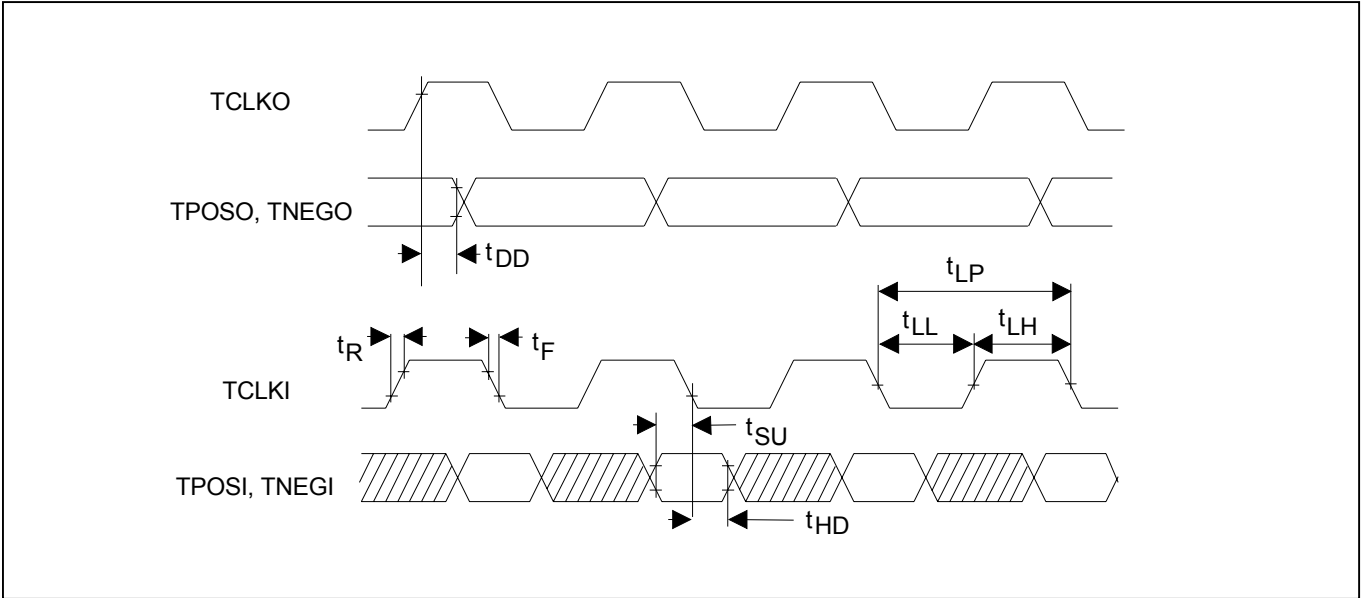 TCLKO
TPOSO, TNEGO
tDD
tLP
tLL
tLH
tR
tF
TCLKI
tSU
TPOSI, TNEGI
tHD